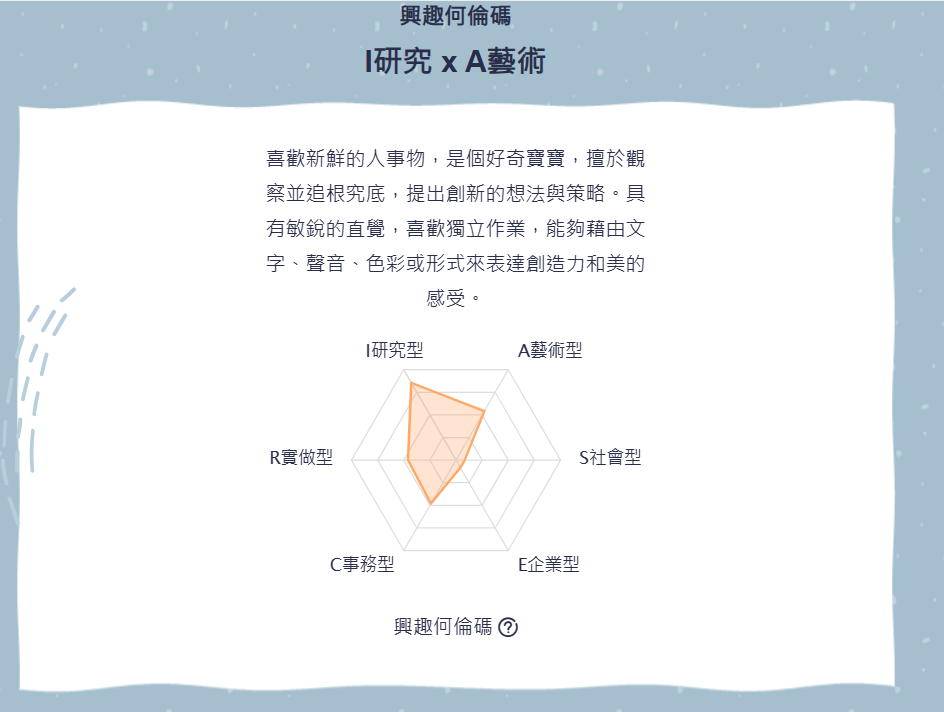 興趣何倫碼
I研究 x A藝術
喜歡新鮮的人事物，是個好奇寶寶，擅於觀
察並追根究底，提出創新的想法與策略。具
有敏銳的直覺，喜歡獨立作業，能夠藉由文
字、聲音、色彩或形式來表達創造力和美的
感受。
I研究型
A藝術型
R實做型
S社會型
C事務型
E企業型
興趣何倫碼 ?